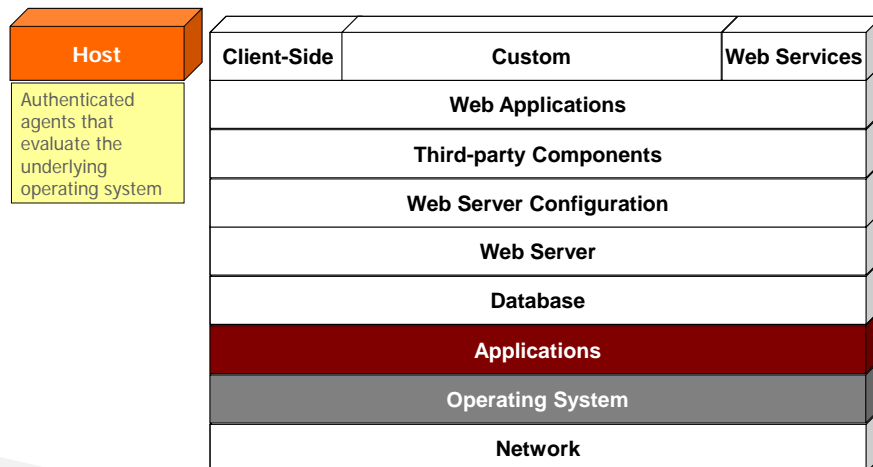 Host
Authenticated
agents that
evaluate the
underlying
operating system
Client-Side
Custom
Web Services
Web Applications
Third-party Components
Web Server Configuration
Web Server
Database
Applications
Operating System
Network